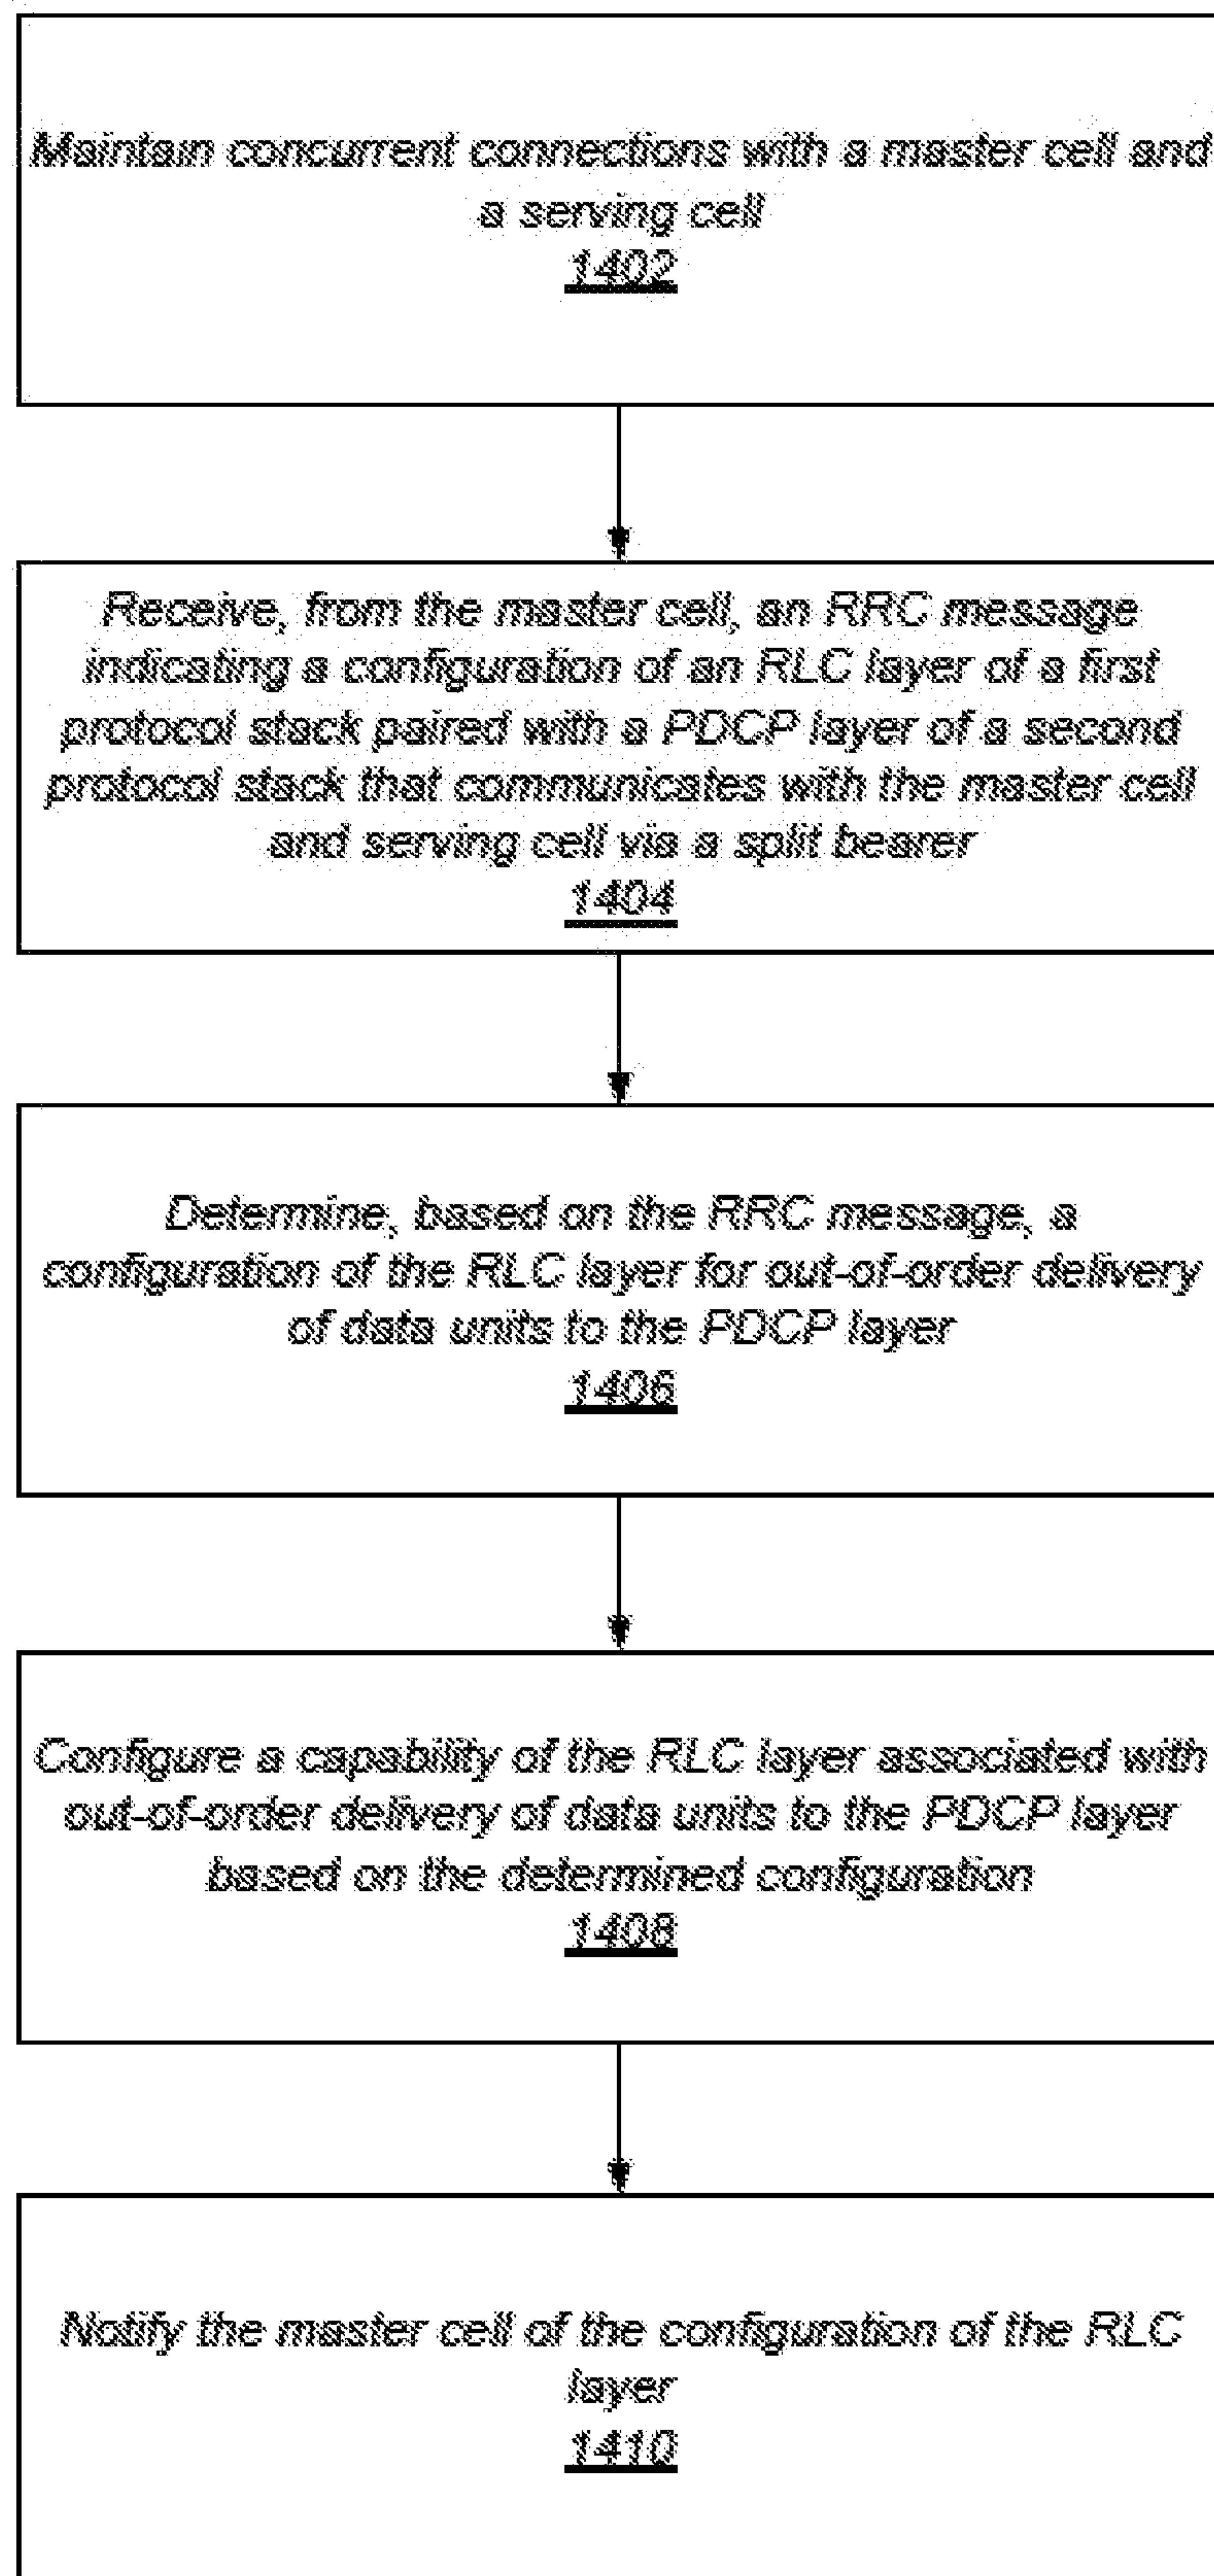 Maintain concurrent connections with a master cell and
a serving cell
1402
Receive, from the master cell, an RRC message
indicating a configuration of an RLC layer of a first
protocol stack paired with a PDCP layer of a second
protocol stack that communicates with the master cell
and serving cell via a split bearer
1404
Determine, based on the RRC message, a
configuration of the RLC layer for out-of-order delivery
of data units to the PDCP layer
1406
Configure a capability of the RLC layer associated with
out-of-order delivery of data units to the PDCP layer
based on the determined configuration
1408
Notify the master cell of the configuration of the RLC
layer
1410